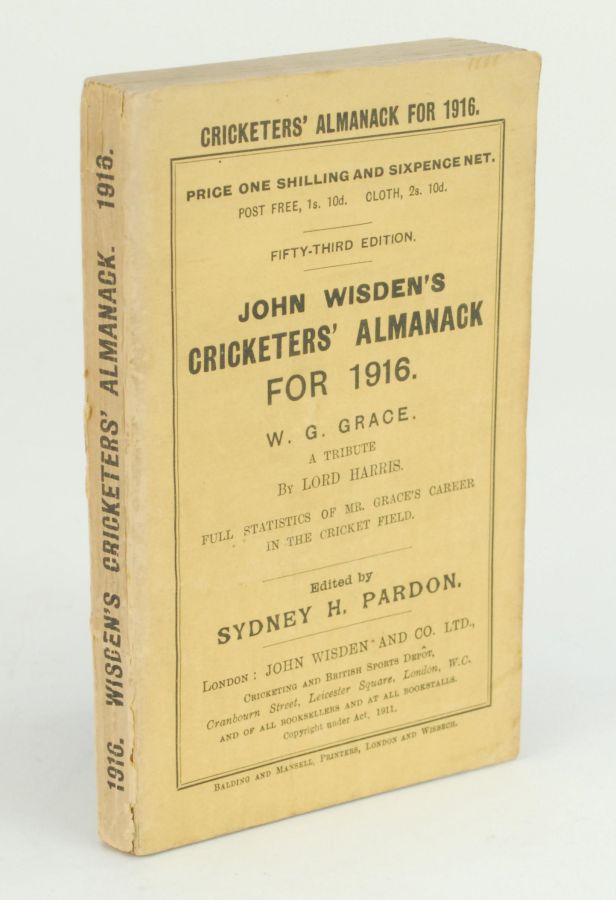 CRICKETERS' ALMANACK FOR 1916.
PRICE ONE SHILLING AND SIXPENCE NET.
POST FREE, 1s. 10d. CLOTH, 2s. 10d.
FIFTY-THIRD EDITION.
JOHN WISDEN'S
CRICKETERS' ALMANACK
FOR 1916.
W. G. GRACE.
A TRIBUTE
BY LORD HARRIS.
FULL STATISTICS OF MR. GRACE'S CAREER
IN THE CRICKET FIELD.
Edited by
SYDNEY H. PARDON.
LONDON: JOHN WISDEN AND CO. LTD.,
CRICKETING AND BRITISH SPORTS DEPÔT,
Cranbourn Street, Leicester Square, London, W.C.
AND OF ALL BOOKSELLERS AND AT ALL BOOKSTALLS.
Copyright under Act, 1911.
BALDING AND MANSELL, PRINTERS, LONDON AND WISBECH.
1916. WISDEN'S CRICKETERS' ALMANACK. 1916.